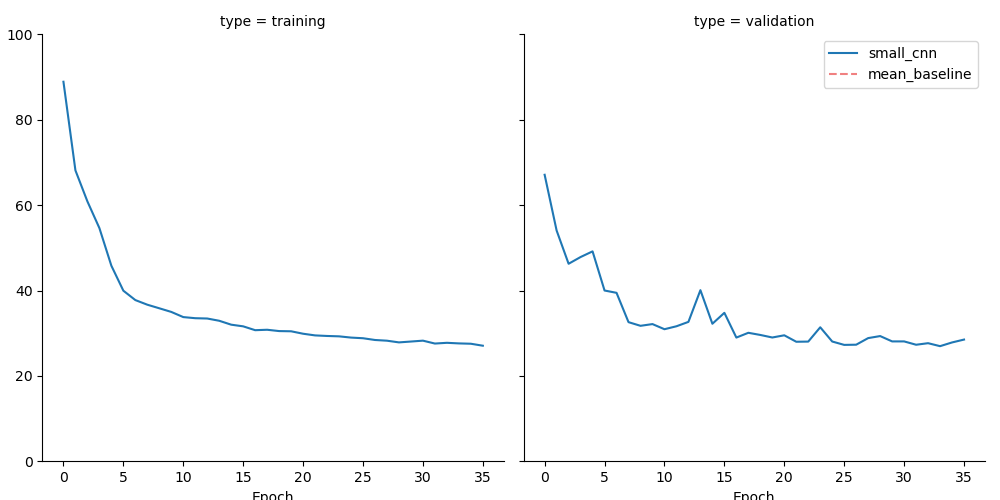 type = training
type = validation
100
80
60
40
20
0
small_cnn
mean_baseline
0 5 10 15 20 25 30 35
0 5 10 15 20 25 30 35
Epoch
Epoch